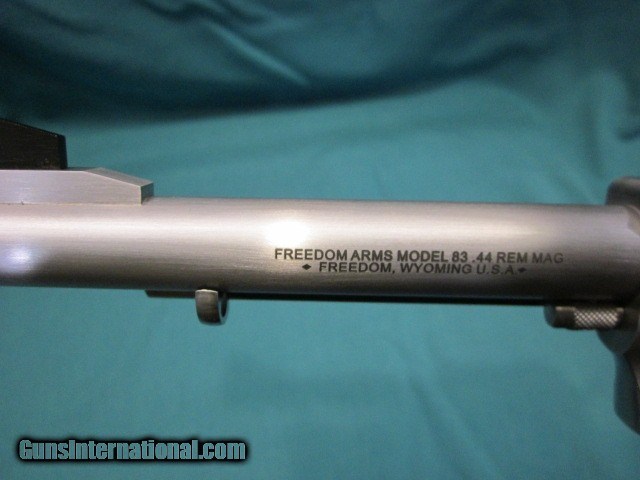 FREEDOM ARMS MODEL 83 .44 REM MAG
◆ FREEDOM, WYOMING U.S.A ◆
GunsInternational.com